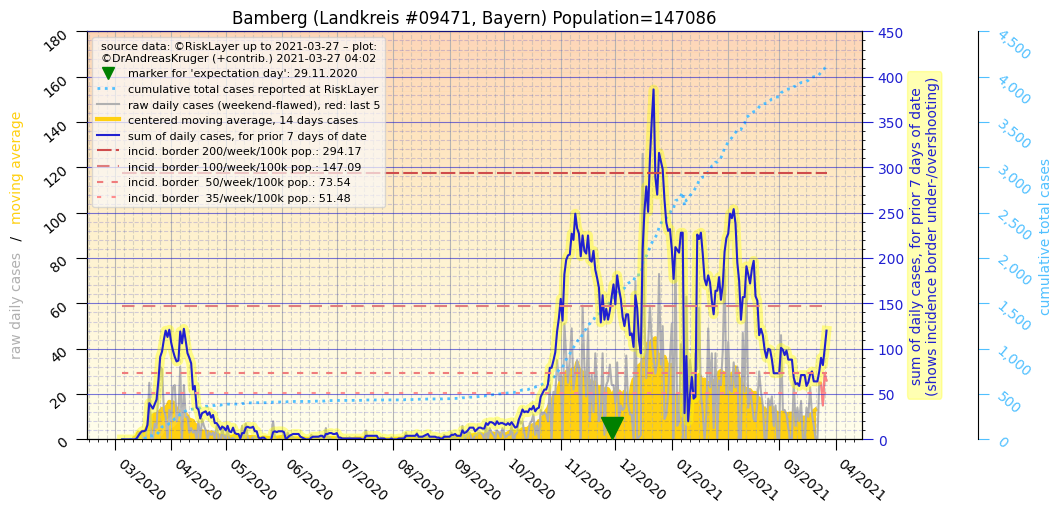 Bamberg (Landkreis #09471, Bayern) Population=147086
source data: ©RiskLayer up to 2021-03-27 – plot:
©DrAndreasKruger (+contrib.) 2021-03-27 04:02
marker for 'expectation day': 29.11.2020
cumulative total cases reported at RiskLayer
raw daily cases (weekend-flawed), red: last 5
centered moving average, 14 days cases
sum of daily cases, for prior 7 days of date
incid. border 200/week/100k pop.: 294.17
incid. border 100/week/100k pop.: 147.09
incid. border  50/week/100k pop.: 73.54
incid. border  35/week/100k pop.: 51.48
raw daily cases / moving average
180
160
140
120
100
80
60
40
20
0
03/2020
04/2020
05/2020
06/2020
07/2020
08/2020
09/2020
10/2020
11/2020
12/2020
01/2021
02/2021
03/2021
04/2021
450
400
350
300
250
200
150
100
50
0
sum of daily cases, for prior 7 days of date
(shows incidence border under-/overshooting)
4,500
4,000
3,500
3,000
2,500
2,000
1,500
1,000
500
0
cumulative total cases